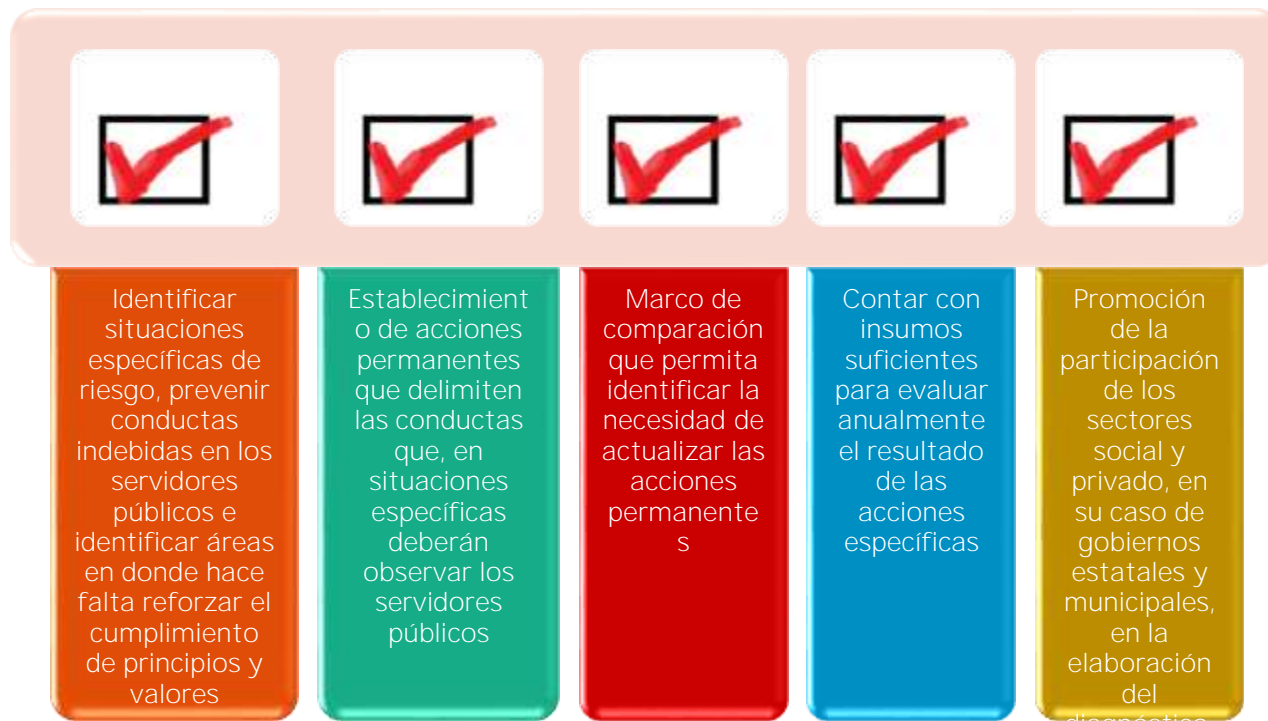 Identificar
situaciones
específicas de
riesgo, prevenir
conductas
indebidas en los
servidores
públicos e
identificar áreas
en donde hace
falta reforzar el
cumplimiento
de principios y
valores
Establecimient
o de acciones
permanentes
que delimiten
las conductas
que, en
situaciones
específicas
deberán
observar los
servidores
públicos
Marco de
comparación
que permita
identificar la
necesidad de
actualizar las
acciones
permanente
s
Contar con
insumos
suficientes
para evaluar
anualmente
el resultado
de las
acciones
específicas
Promoción
de la
participación
de los
sectores
social y
privado, en
su caso de
gobiernos
estatales y
municipales,
en la
elaboración
del